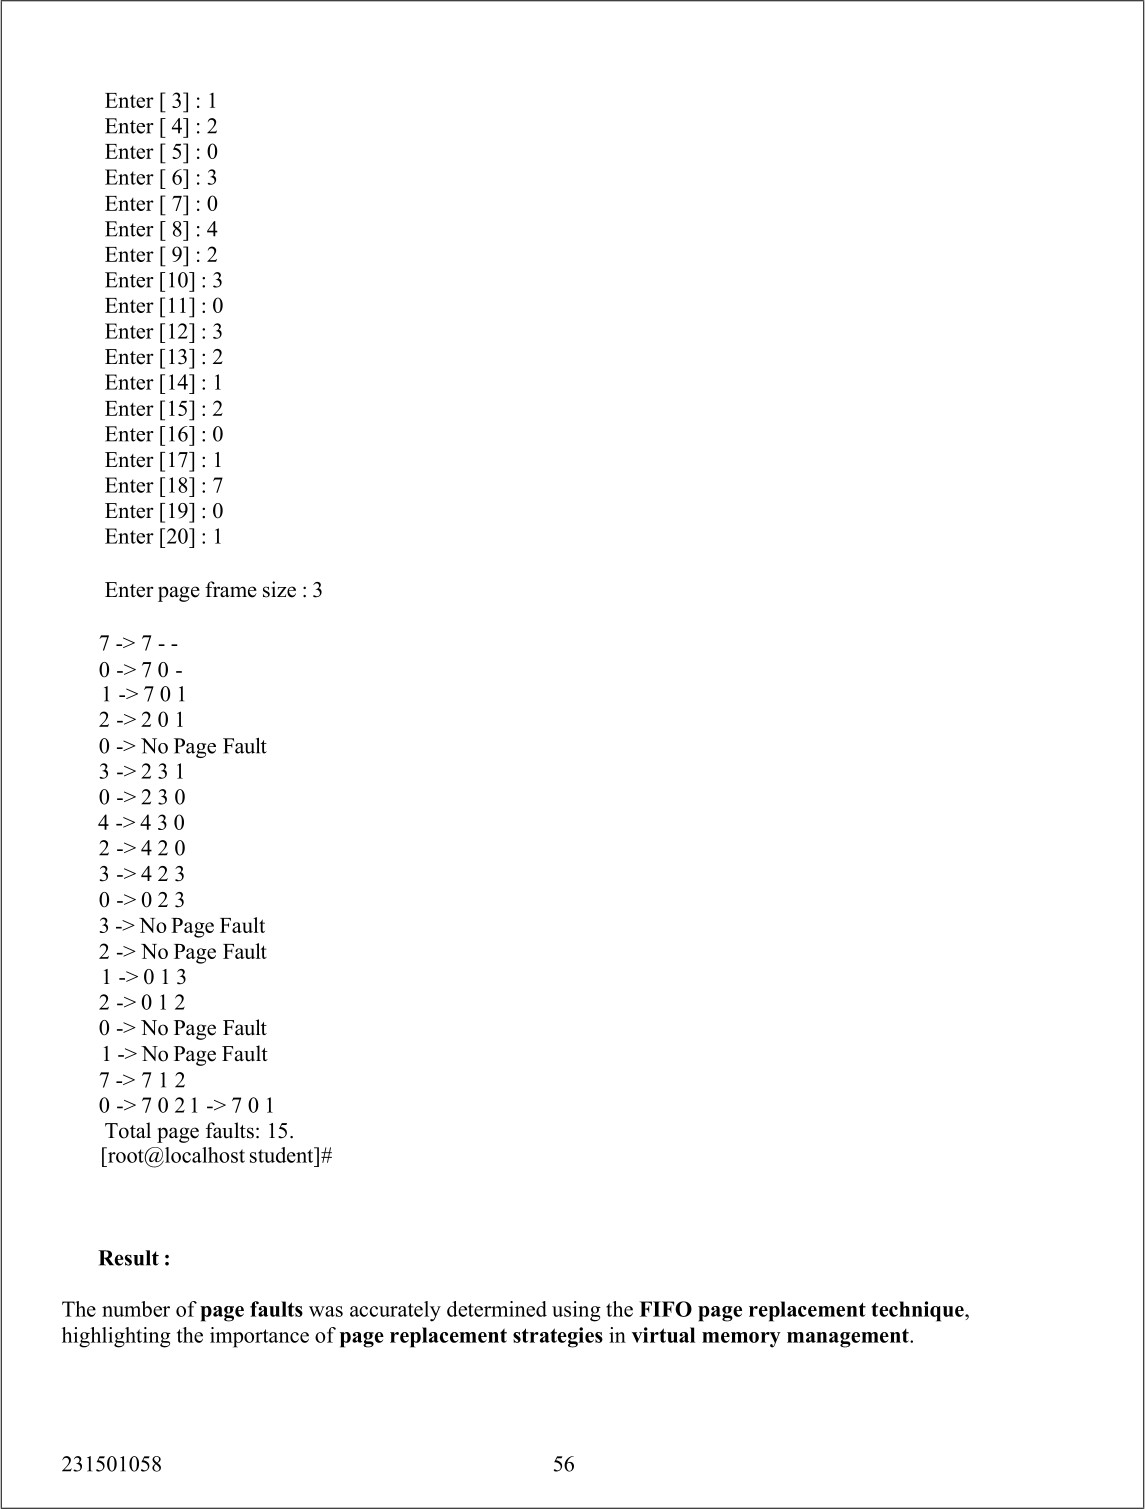 Enter [ 3] : 1
Enter [ 4] : 2
Enter [ 5] : 0
Enter [ 6] : 3
Enter [ 7] : 0
Enter [ 8] : 4
Enter [ 9] : 2
Enter [10] : 3
Enter [11] : 0
Enter [12] : 3
Enter [13] : 2
Enter [14] : 1
Enter [15] : 2
Enter [16] : 0
Enter [17] : 1
Enter [18] : 7
Enter [19] : 0
Enter [20] : 1
Enter page frame size : 3
7 -> 7 - -
0 -> 7 0 -
1 -> 7 0 1
2 -> 2 0 1
0 -> No Page Fault
3 -> 2 3 1
0 -> 2 3 0
4 -> 4 3 0
2 -> 4 2 0
3 -> 4 2 3
0 -> 0 2 3
3 -> No Page Fault
2 -> No Page Fault
1 -> 0 1 3
2 -> 0 1 2
0 -> No Page Fault
1 -> No Page Fault
7 -> 7 1 2
0 -> 7 0 2 1 -> 7 0 1
Total page faults: 15.
[root@localhost student]#
Result :
The number of page faults was accurately determined using the FIFO page replacement technique,
highlighting the importance of page replacement strategies in virtual memory management.
231501058 56